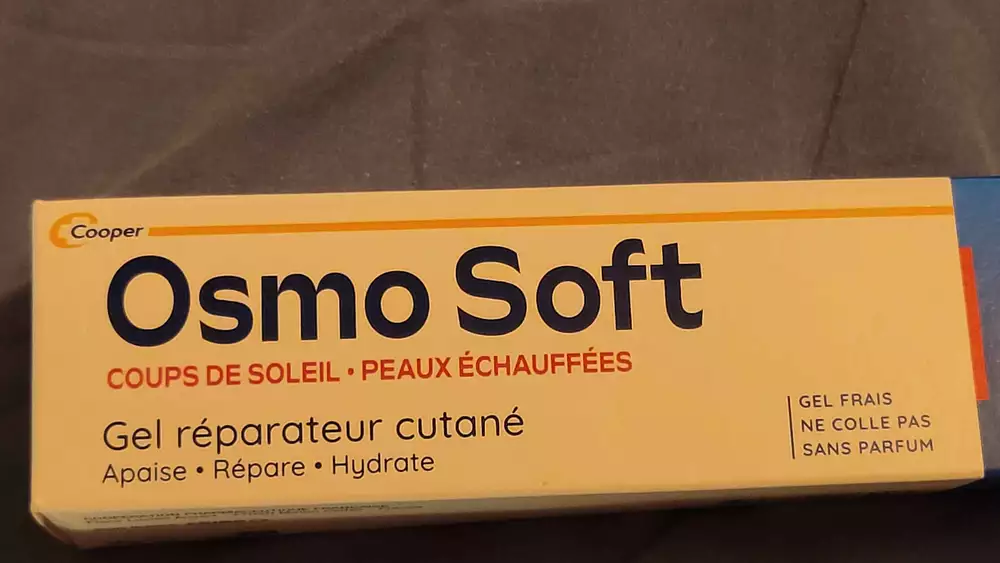 Cooper
Osmo Soft
COUPS DE SOLEIL • PEAUX ÉCHAUFFÉES
Gel réparateur cutané
Apaise • Répare • Hydrate
GEL FRAIS
NE COLLE PAS
SANS PARFUM